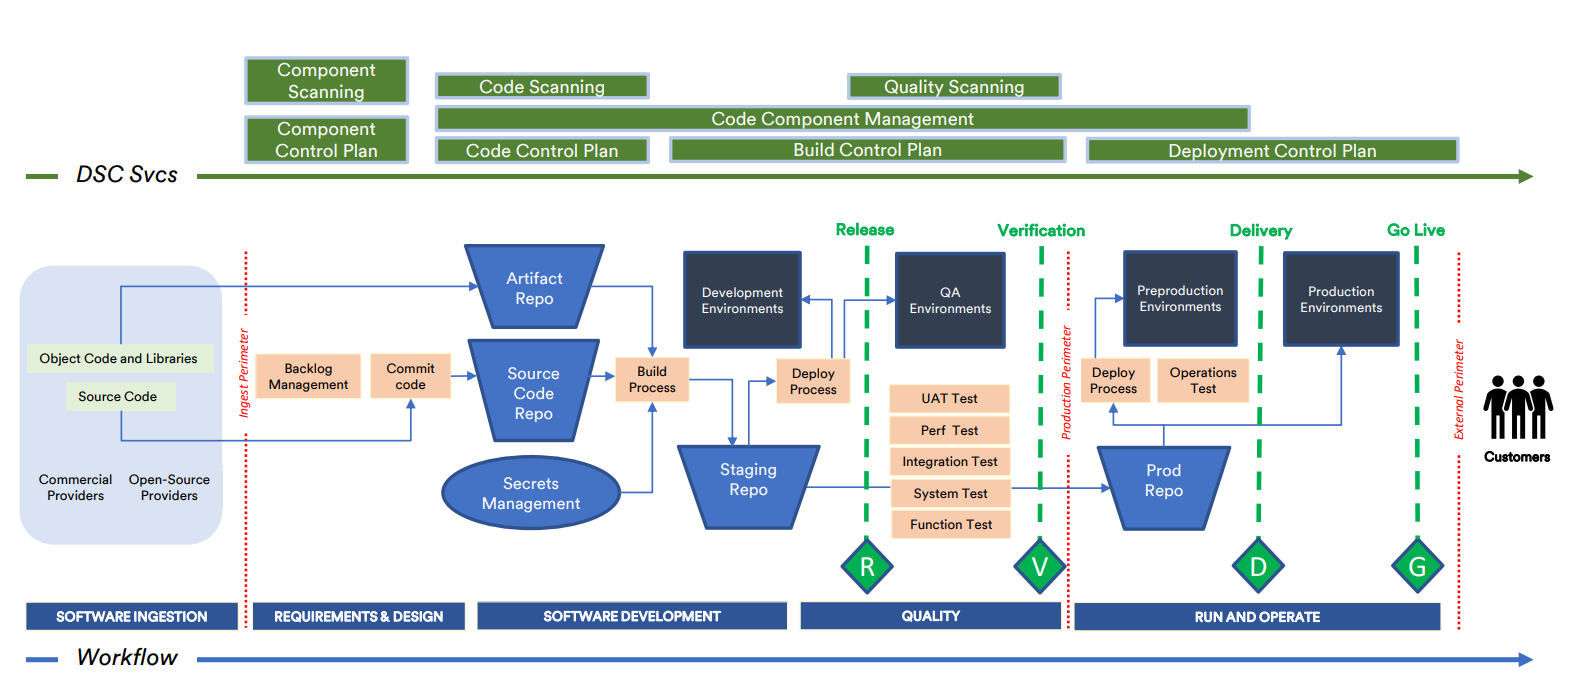 Component
Scanning
Code Scanning
Quality Scanning
Code Component Management
Component
Control Plan
Code Control Plan
Build Control Plan
Deployment Control Plan
DSC Svcs
Release
Verification
Delivery
Go Live
Artifact
Repo
Development
Environments
QA
Environments
Preproduction
Environments
Production
Environments
Object Code and Libraries
Source Code
Commercial
Providers
Open-Source
Providers
Ingest Perimeter
Backlog
Management
Commit
code
Source
Code
Repo
Build
Process
Deploy
Process
Secrets
Management
Staging
Repo
UAT Test
Perf Test
Integration Test
System Test
Function Test
Production Perimeter
Deploy
Process
Operations
Test
Prod
Repo
External Perimeter
Customers
R
V
D
G
SOFTWARE INGESTION
REQUIREMENTS & DESIGN
SOFTWARE DEVELOPMENT
QUALITY
RUN AND OPERATE
Workflow